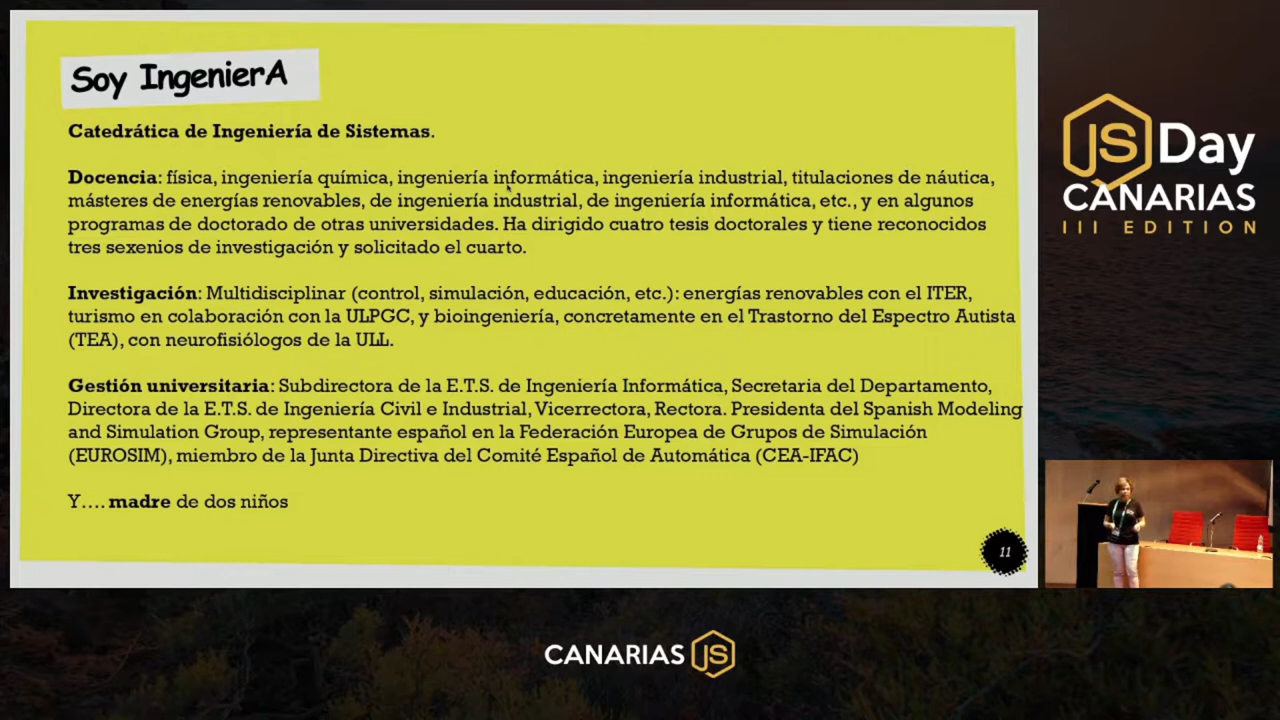 Soy IngenierA
Catedrática de Ingeniería de Sistemas.
Docencia: física, ingeniería química, ingeniería informática, ingeniería industrial, titulaciones de náutica,
másteres de energías renovables, de ingeniería industrial, de ingeniería informática, etc., y en algunos
programas de doctorado de otras universidades. Ha dirigido cuatro tesis doctorales y tiene reconocidos
tres sexenios de investigación y solicitado el cuarto.
Investigación: Multidisciplinar (control, simulación, educación, etc.): energías renovables con el ITER,
turismo en colaboración con la ULPGC, y bioingeniería, concretamente en el Trastorno del Espectro Autista
(TEA), con neurofisiólogos de la ULL.
Gestión universitaria: Subdirectora de la E.T.S. de Ingeniería Informática, Secretaria del Departamento,
Directora de la E.T.S. de Ingeniería Civil e Industrial, Vicerrectora, Rectora. Presidenta del Spanish Modeling
and Simulation Group, representante español en la Federación Europea de Grupos de Simulación
(EUROSIM), miembro de la Junta Directiva del Comité Español de Automática (CEA-IFAC)
Y.... madre de dos niños
11
JS Day
CANARIAS
III EDITION
CANARIAS JS